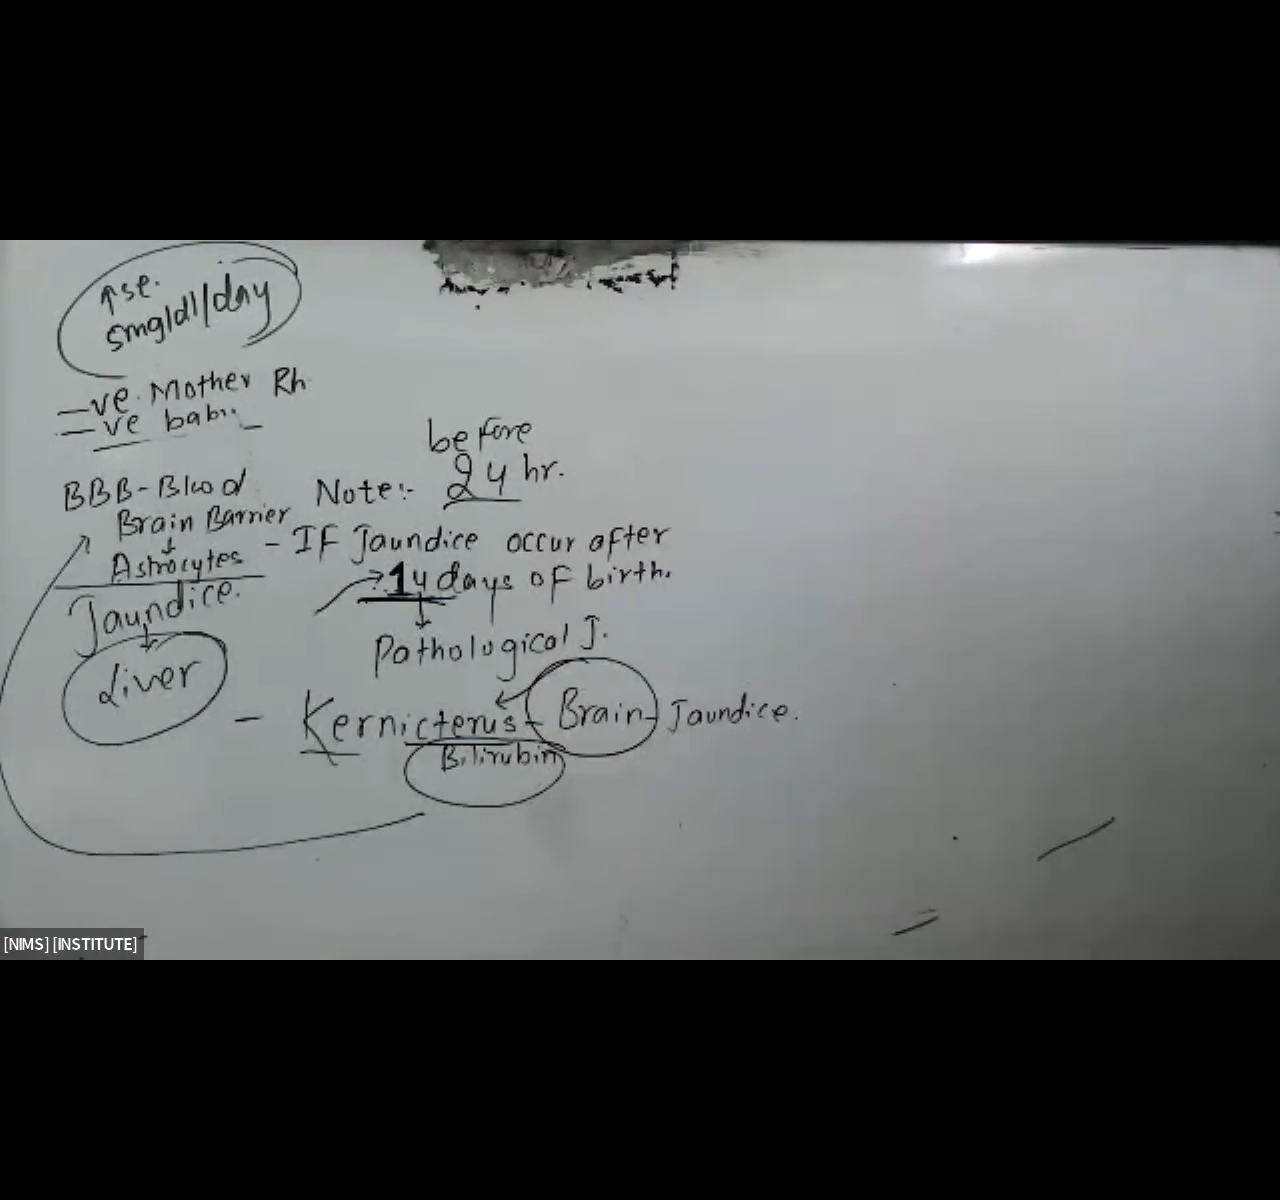 ↑se.
5mg/dl/day
-ve Mother Rh
-ve baby
BBB - Blood
Brain Barrier
↓
Astrocytes
Jaundice.
↓
Liver
before
Note:- 24 hr.
- IF Jaundice occur after
14 days of birth.
↓
Pathological J.
- Kernicterus - Brain - Jaundice.
Bilirubin
[NIMS] [INSTITUTE]